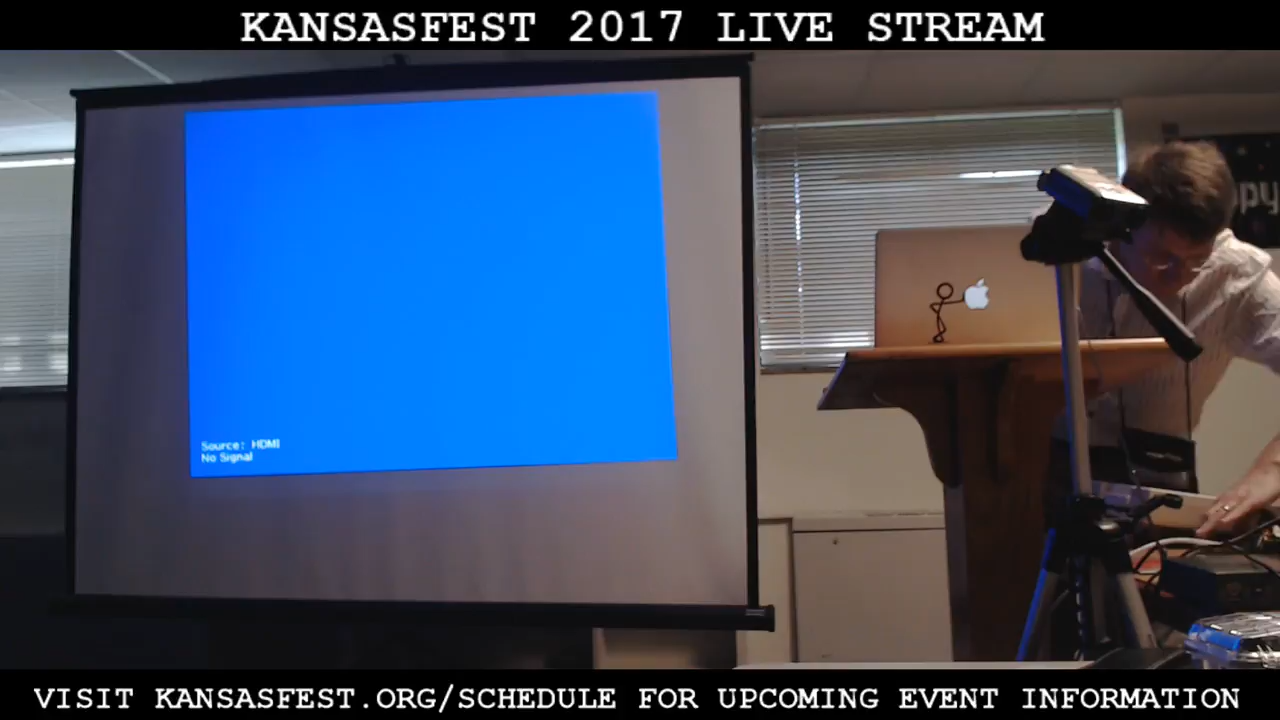 KANSASFEST 2017 LIVE STREAM
Source: HDMI
No Signal
VISIT KANSASFEST.ORG/SCHEDULE FOR UPCOMING EVENT INFORMATION